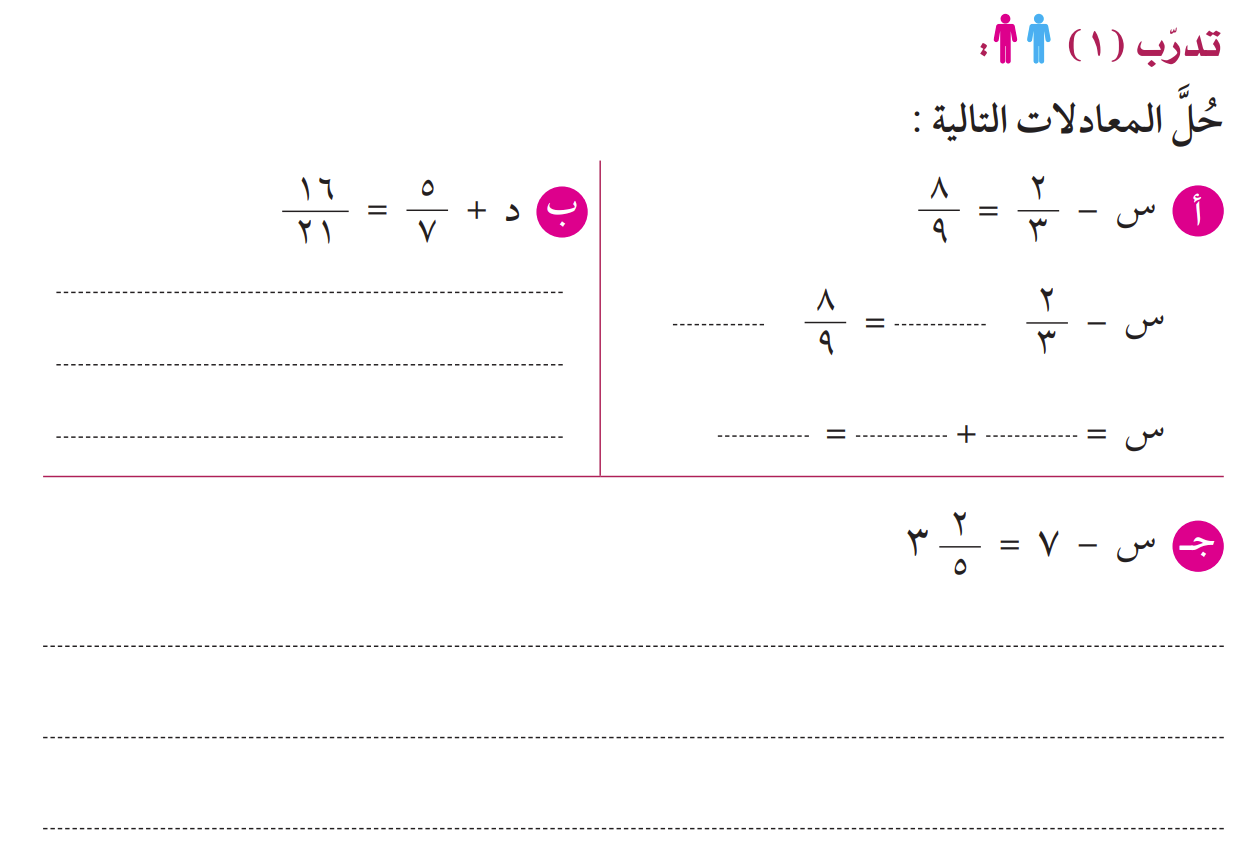 تدرّب (١) :
حُلَّ المعادلات التالية :
أ س − ٢/٣ = ٨/٩
س − ٢/٣ ------------ = ٨/٩ ------------
س = ------------ + ------------ = ------------
ب د + ٥/٧ = ١٦/٢١
جـ س − ٧ = ٢/٥ ٣